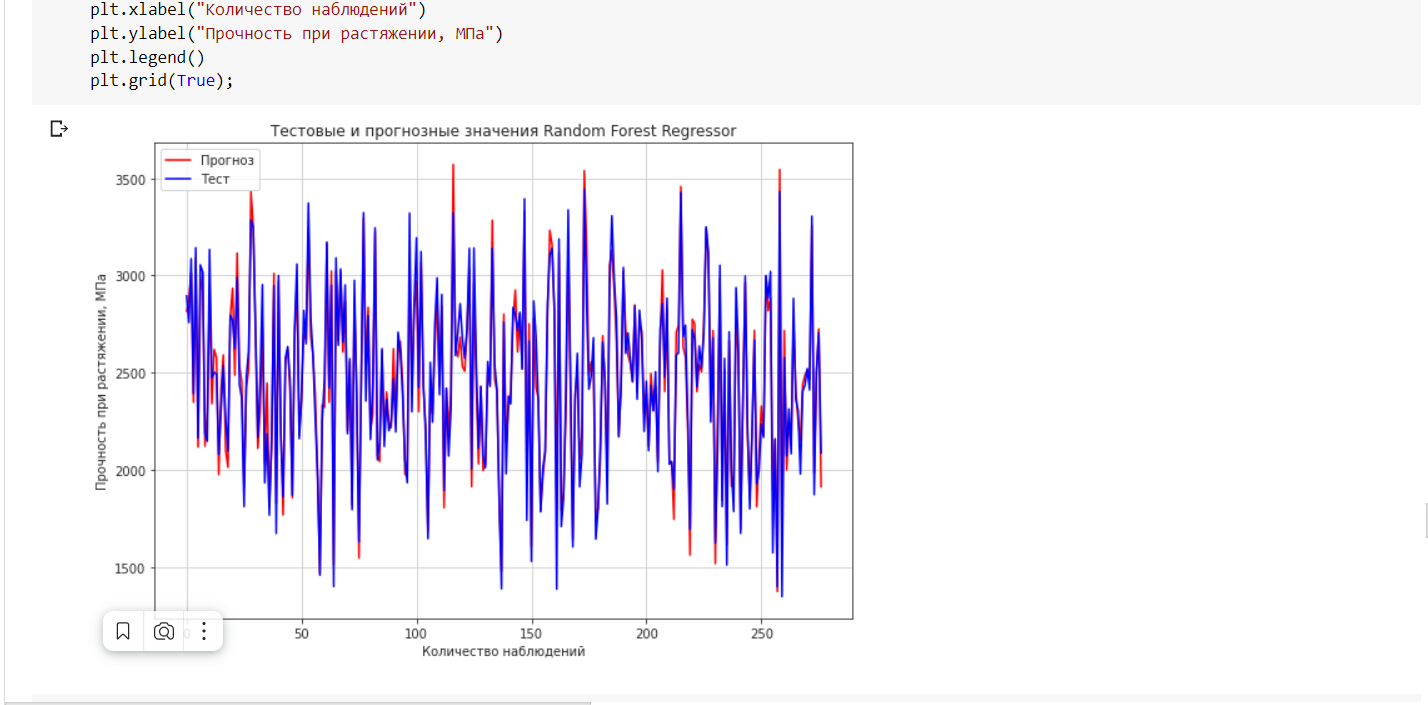 plt.xlabel("Количество наблюдений")
plt.ylabel("Прочность при растяжении, МПа")
plt.legend()
plt.grid(True);
Тестовые и прогнозные значения Random Forest Regressor
Прогноз
Тест
3500
3000
2500
2000
1500
Прочность при растяжении, МПа
0
50
100
150
200
250
Количество наблюдений